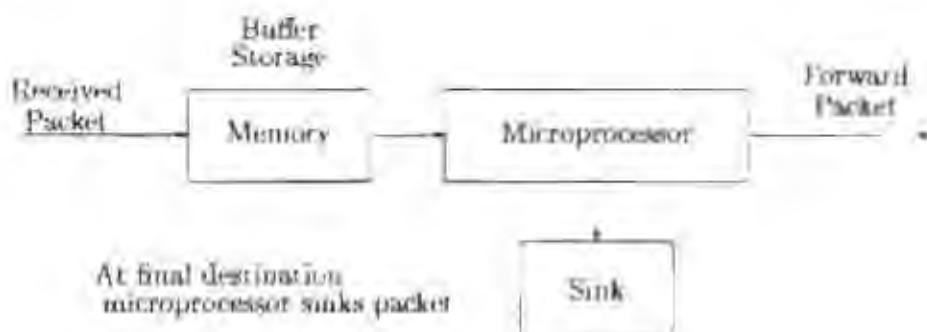 Buffer
Storage
Received
Packet
Memory
Microprocessor
Forward
Packet
At final destination
microprocessor sinks packet
Sink